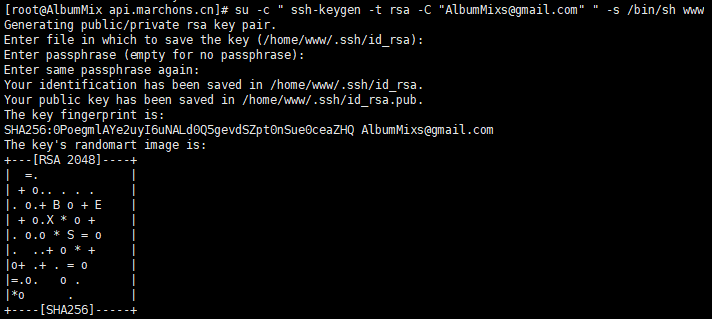 [root@AlbumMix api.marchons.cn]# su -c " ssh-keygen -t rsa -C "AlbumMixs@gmail.com" " -s /bin/sh www
Generating public/private rsa key pair.
Enter file in which to save the key (/home/www/.ssh/id_rsa):
Enter passphrase (empty for no passphrase):
Enter same passphrase again:
Your identification has been saved in /home/www/.ssh/id_rsa.
Your public key has been saved in /home/www/.ssh/id_rsa.pub.
The key fingerprint is:
SHA256:0PoegmlAYe2uyI6uNALd0Q5gevdSZpt0nSue0ceaZHQ AlbumMixs@gmail.com
The key's randomart image is:
+---[RSA 2048]----+
|  =.             |
| + o.. . . .     |
|. o.+ B o + E    |
| + o.X * o +     |
|. o.o * S = o    |
|.  ..+ o * +     |
|o+ .+ . = o      |
|=.o.   o .       |
|*o      .        |
+----[SHA256]-----+